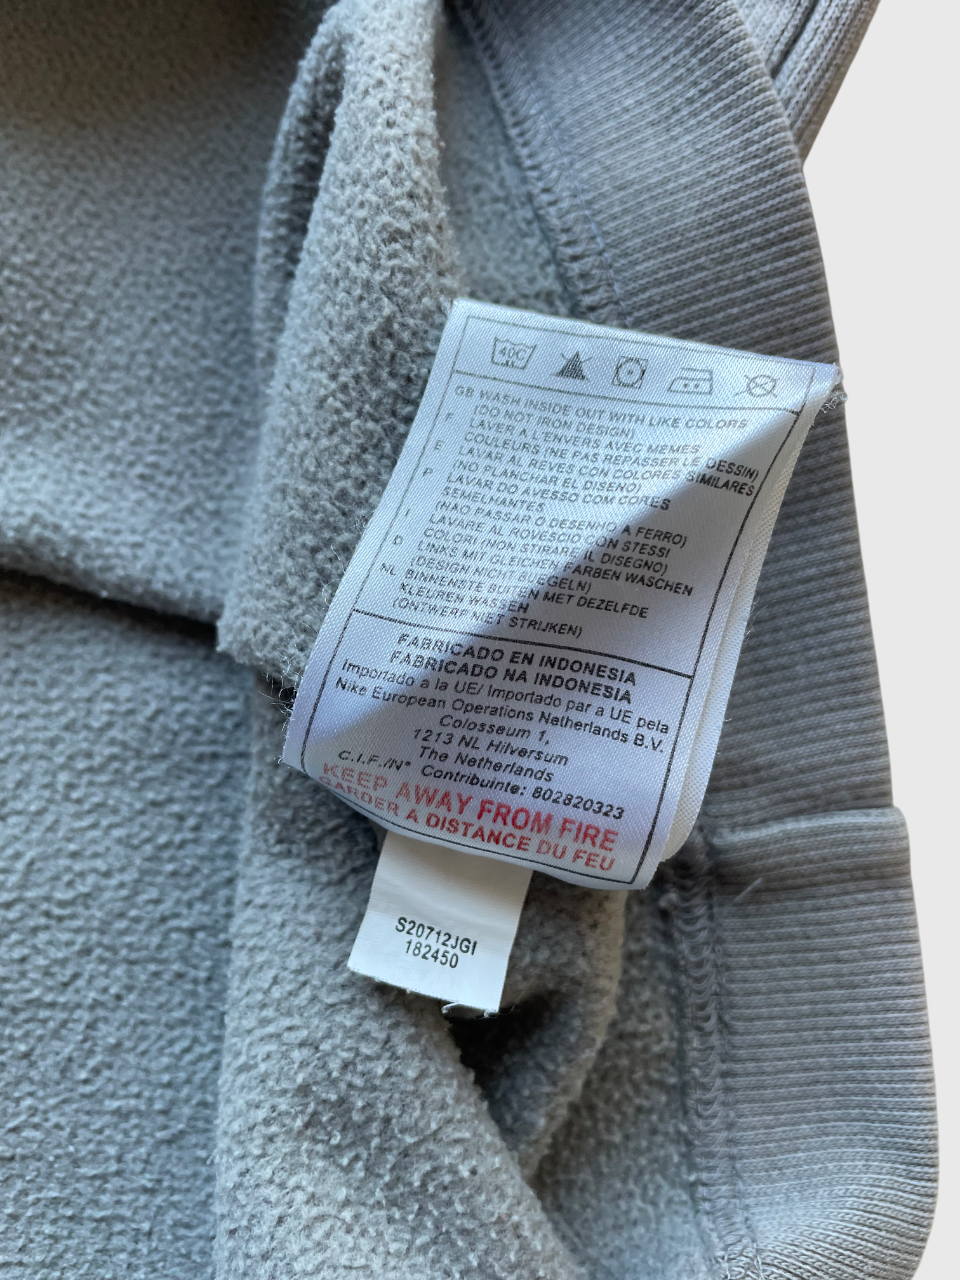 40C
GB WASH INSIDE OUT WITH LIKE COLORS
(DO NOT IRON DESIGN)
F LAVER A L'ENVERS AVEC MEMES
COULEURS (NE PAS REPASSER LE DESSIN)
E LAVAR AL REVES CON COLORES SIMILARES
(NO PLANCHAR EL DISENO)
P LAVAR DO AVESSO COM CORES
SEMELHANTES
(NAO PASSAR O DESENHO A FERRO)
I LAVARE AL ROVESCIO CON STESSI
COLORI (NON STIRARE IL DISEGNO)
D LINKS MIT GLEICHEN FARBEN WASCHEN
(DESIGN NICHT BUEGELN)
NL BINNENSTE BUITEN MET DEZELFDE
KLEUREN WASSEN
(ONTWERP NIET STRIJKEN)
FABRICADO EN INDONESIA
FABRICADO NA INDONESIA
Importado a la UE/ Importado par a UE pela
Nike European Operations Netherlands B.V.
Colosseum 1,
1213 NL Hilversum
The Netherlands
C.I.F./N° Contribuinte: 802820323
KEEP AWAY FROM FIRE
GARDER A DISTANCE DU FEU
S20712JGI
182450